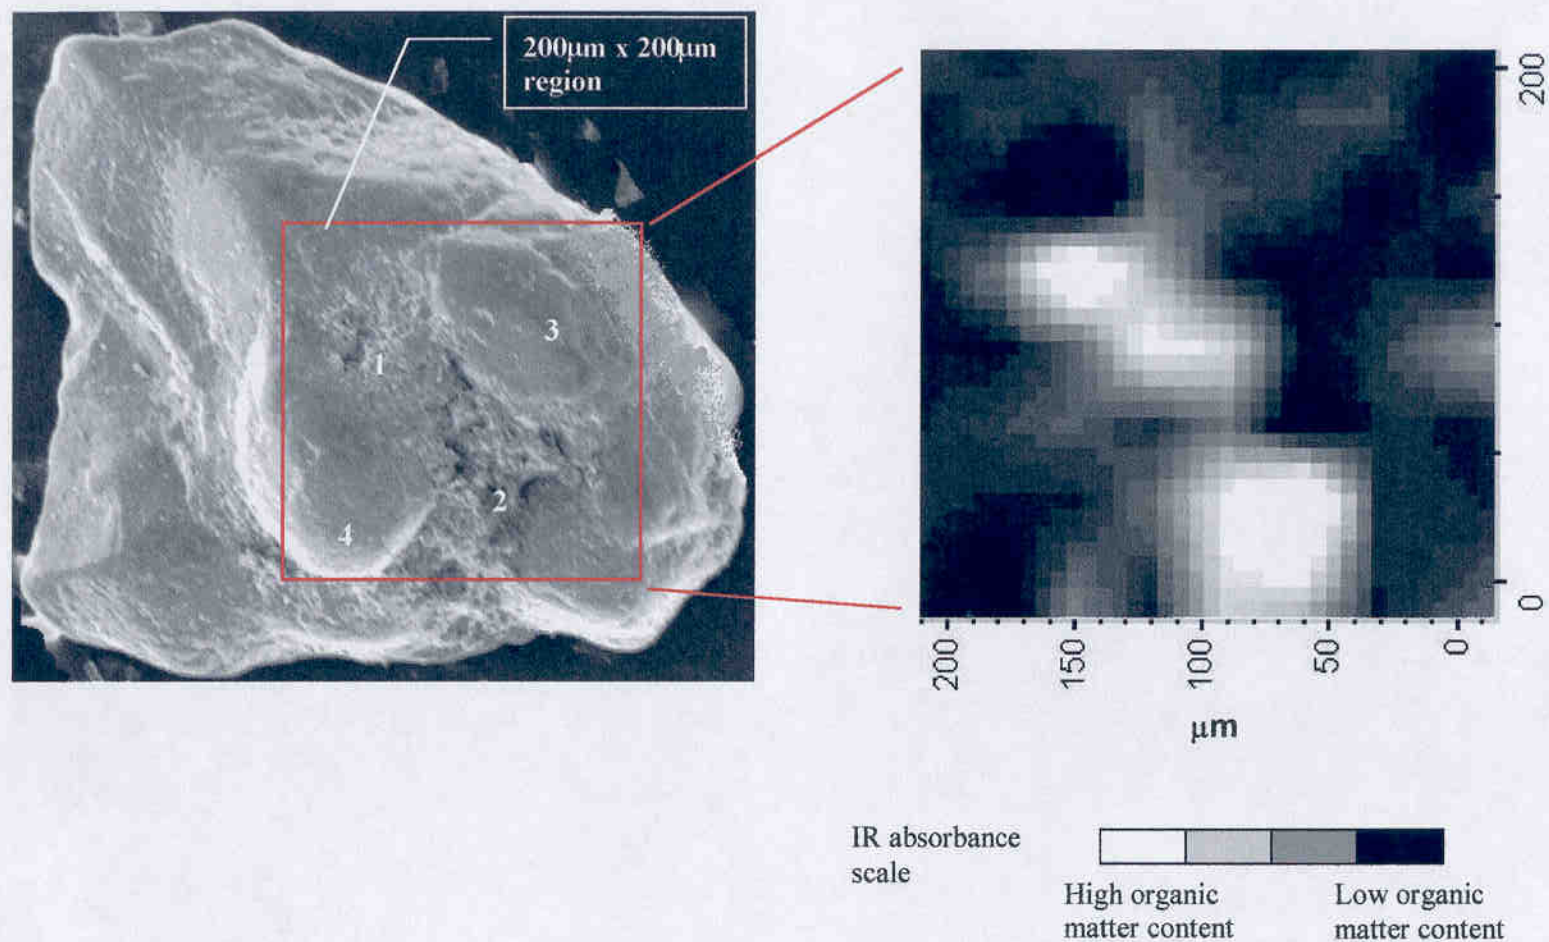 200µm x 200µm
region
1
2
3
4
200
0
200
150
100
50
0
µm
IR absorbance
scale
High organic
matter content
Low organic
matter content